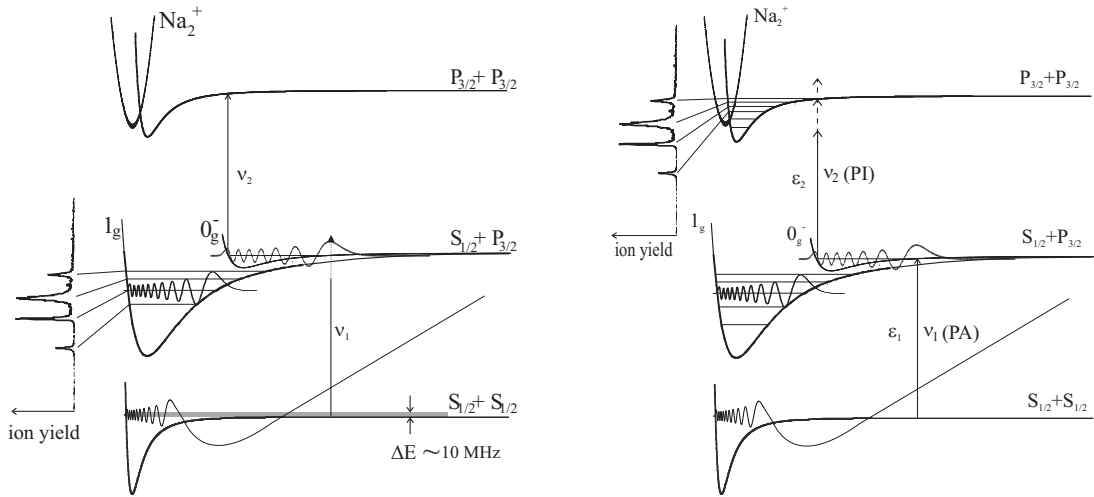 Na₂⁺
P₃/₂+ P₃/₂
ν₂
1g
0g⁻
S₁/₂+ P₃/₂
ν₁
S₁/₂+ S₁/₂
ion yield
ΔE ~10 MHz
Na₂⁺
P₃/₂+P₃/₂
ε₂
ν₂ (PI)
ion yield
1g
0g⁻
S₁/₂+P₃/₂
ε₁
ν₁ (PA)
S₁/₂+S₁/₂